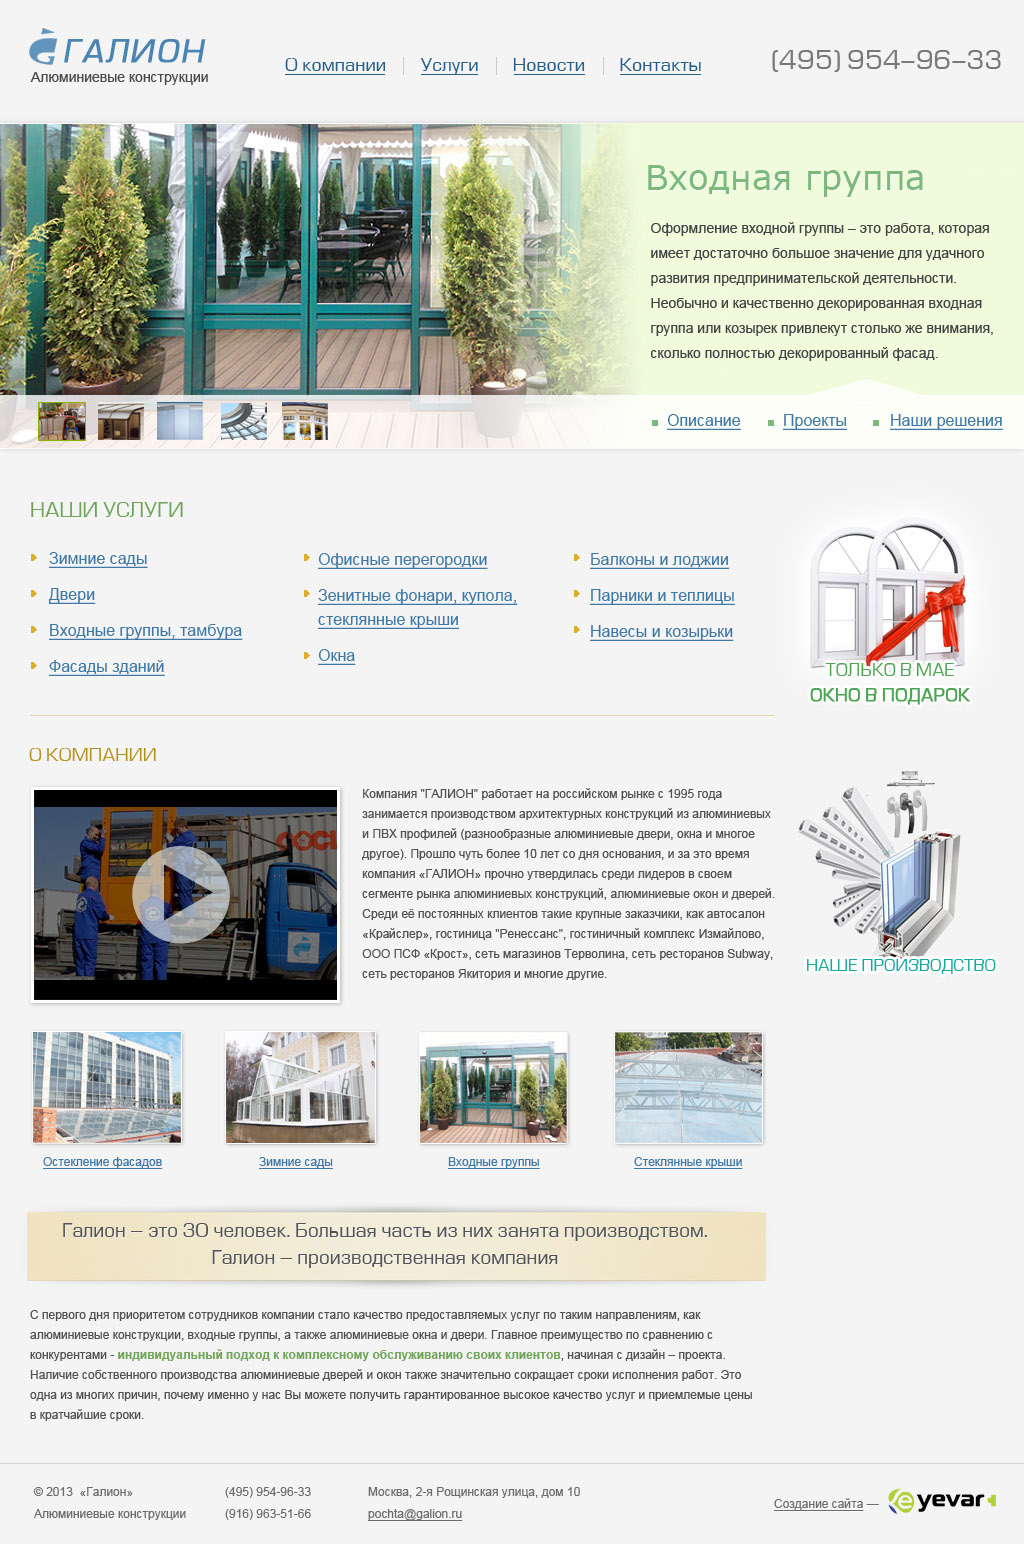 ГАЛИОН
Алюминиевые конструкции
О компании
Услуги
Новости
Контакты
(495) 954–96–33
Входная группа
Оформление входной группы – это работа, которая
имеет достаточно большое значение для удачного
развития предпринимательской деятельности.
Необычно и качественно декорированная входная
группа или козырек привлекут столько же внимания,
сколько полностью декорированный фасад.
Описание
Проекты
Наши решения
НАШИ УСЛУГИ
Зимние сады
Двери
Входные группы, тамбура
Фасады зданий
Офисные перегородки
Зенитные фонари, купола,
стеклянные крыши
Окна
Балконы и лоджии
Парники и теплицы
Навесы и козырьки
ТОЛЬКО В МАЕ
ОКНО В ПОДАРОК
О КОМПАНИИ
Компания "ГАЛИОН" работает на российском рынке с 1995 года
занимается производством архитектурных конструкций из алюминиевых
и ПВХ профилей (разнообразные алюминиевые двери, окна и многое
другое). Прошло чуть более 10 лет со дня основания, и за это время
компания «ГАЛИОН» прочно утвердилась среди лидеров в своем
сегменте рынка алюминиевых конструкций, алюминиевые окон и дверей.
Среди её постоянных клиентов такие крупные заказчики, как автосалон
«Крайслер», гостиница "Ренессанс", гостиничный комплекс Измайлово,
ООО ПСФ «Крост», сеть магазинов Терволина, сеть ресторанов Subway,
сеть ресторанов Якитория и многие другие.
НАШЕ ПРОИЗВОДСТВО
Остекление фасадов
Зимние сады
Входные группы
Стеклянные крыши
Галион – это 30 человек. Большая часть из них занята производством.
Галион – производственная компания
С первого дня приоритетом сотрудников компании стало качество предоставляемых услуг по таким направлениям, как
алюминиевые конструкции, входные группы, а также алюминиевые окна и двери. Главное преимущество по сравнению с
конкурентами - индивидуальный подход к комплексному обслуживанию своих клиентов, начиная с дизайн – проекта.
Наличие собственного производства алюминиевые дверей и окон также значительно сокращает сроки исполнения работ. Это
одна из многих причин, почему именно у нас Вы можете получить гарантированное высокое качество услуг и приемлемые цены
в кратчайшие сроки.
© 2013 «Галион»
Алюминиевые конструкции
(495) 954-96-33
(916) 963-51-66
Москва, 2-я Рощинская улица, дом 10
pochta@galion.ru
Создание сайта —
eyevar